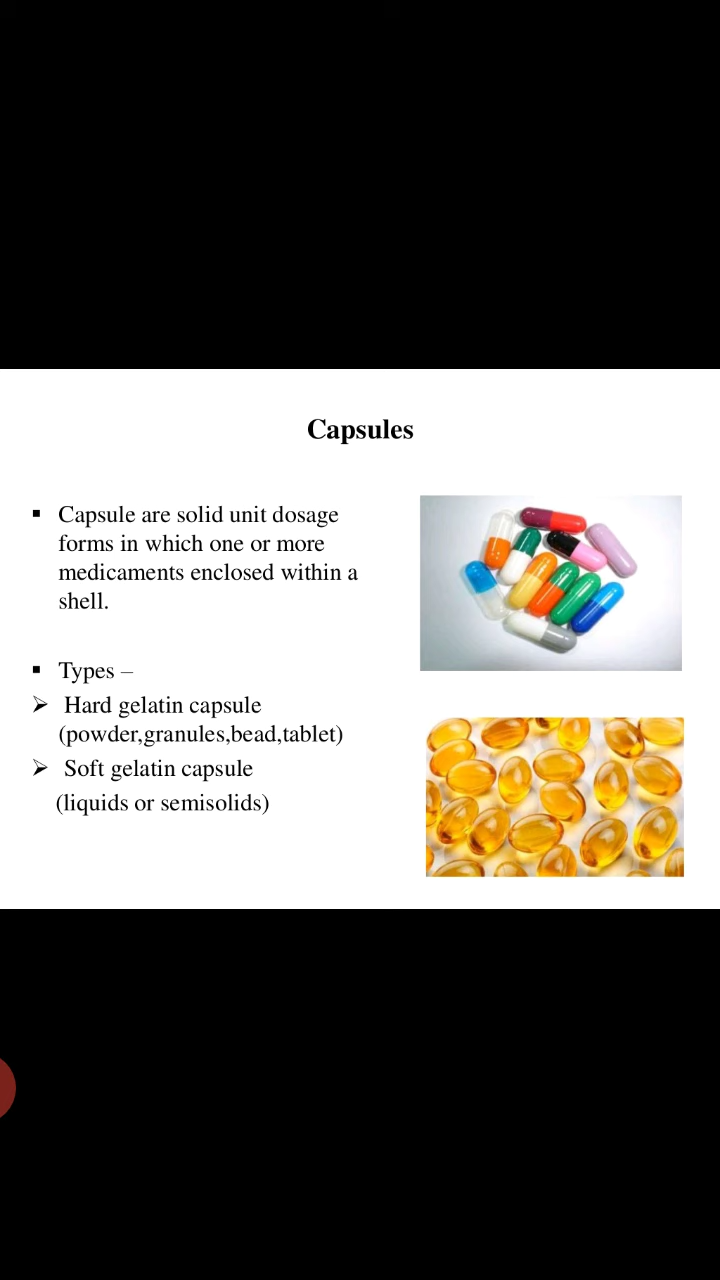 Capsules
▪ Capsule are solid unit dosage
forms in which one or more
medicaments enclosed within a
shell.
▪ Types –
➢ Hard gelatin capsule
(powder,granules,bead,tablet)
➢ Soft gelatin capsule
(liquids or semisolids)